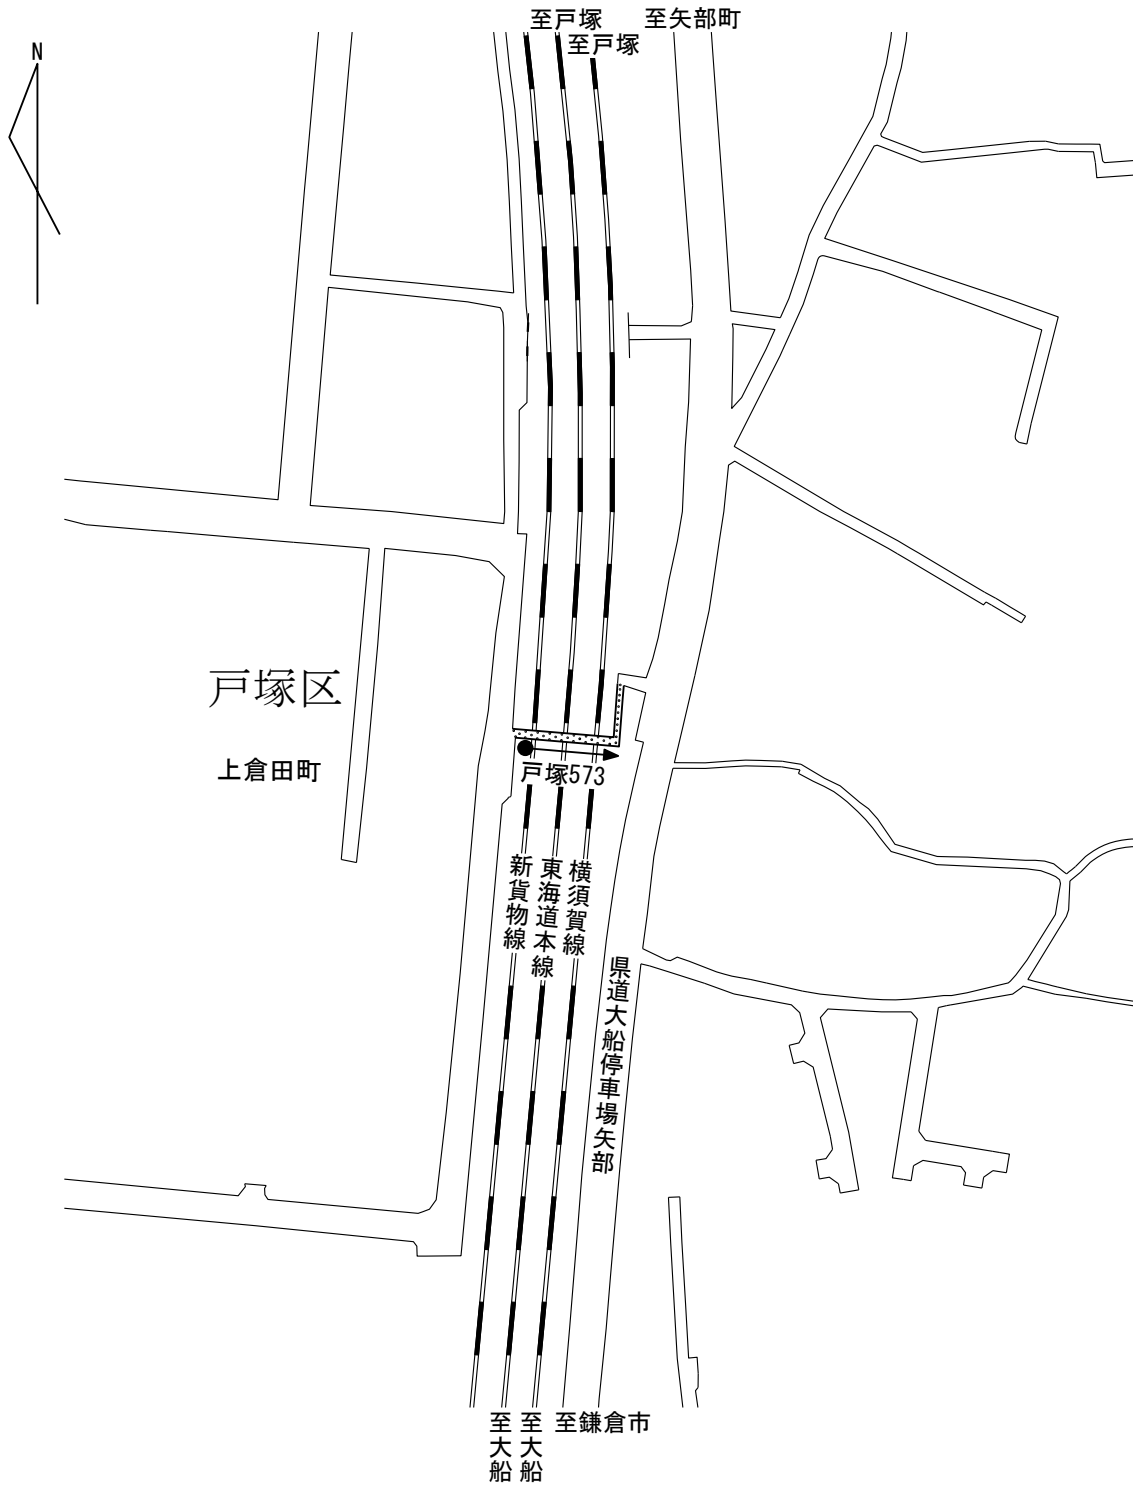 至戸塚
至矢部町
至戸塚
N
戸塚区
上倉田町
戸塚573
新貨物線
東海道本線
横須賀線
県道大船停車場矢部
至大船
至大船
至鎌倉市